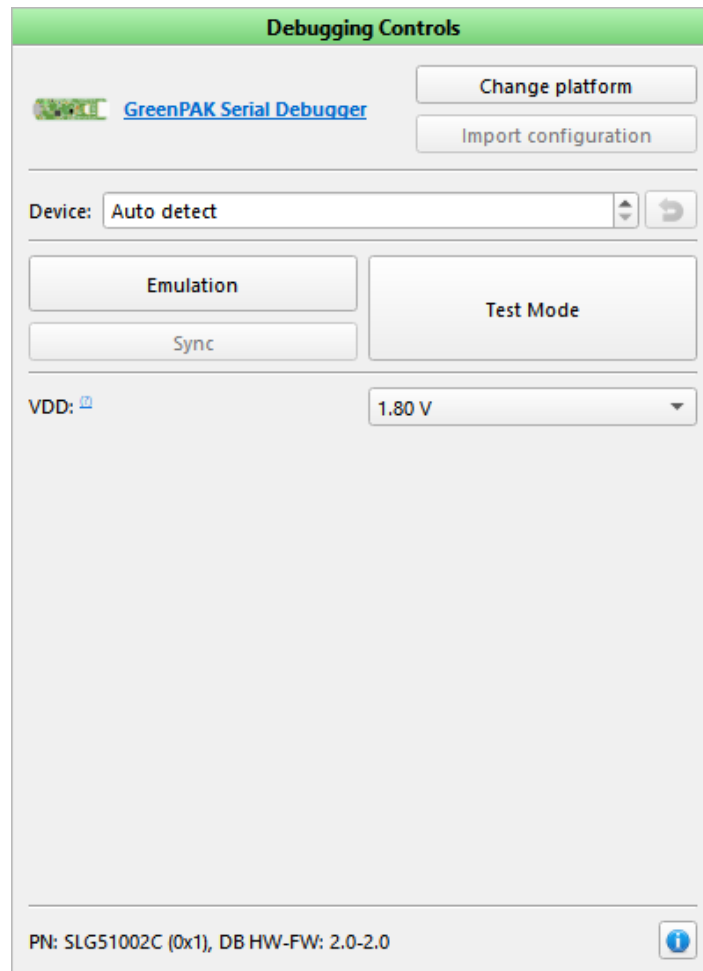 Debugging Controls
GreenPAK Serial Debugger
Change platform
Import configuration
Device: Auto detect
Emulation
Test Mode
Sync
VDD: 1.80 V
PN: SLG51002C (0x1), DB HW-FW: 2.0-2.0